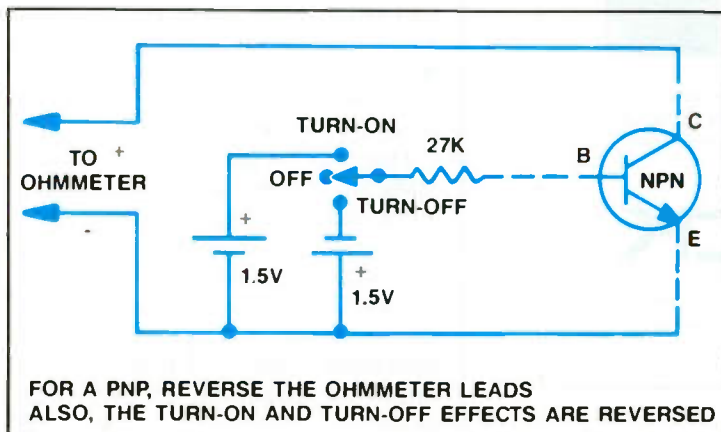 TURN-ON
27K
C
TO +
OHMMETER
OFF
B
NPN
TURN-OFF
-
+
+
E
1.5V
1.5V
FOR A PNP, REVERSE THE OHMMETER LEADS
ALSO, THE TURN-ON AND TURN-OFF EFFECTS ARE REVERSED